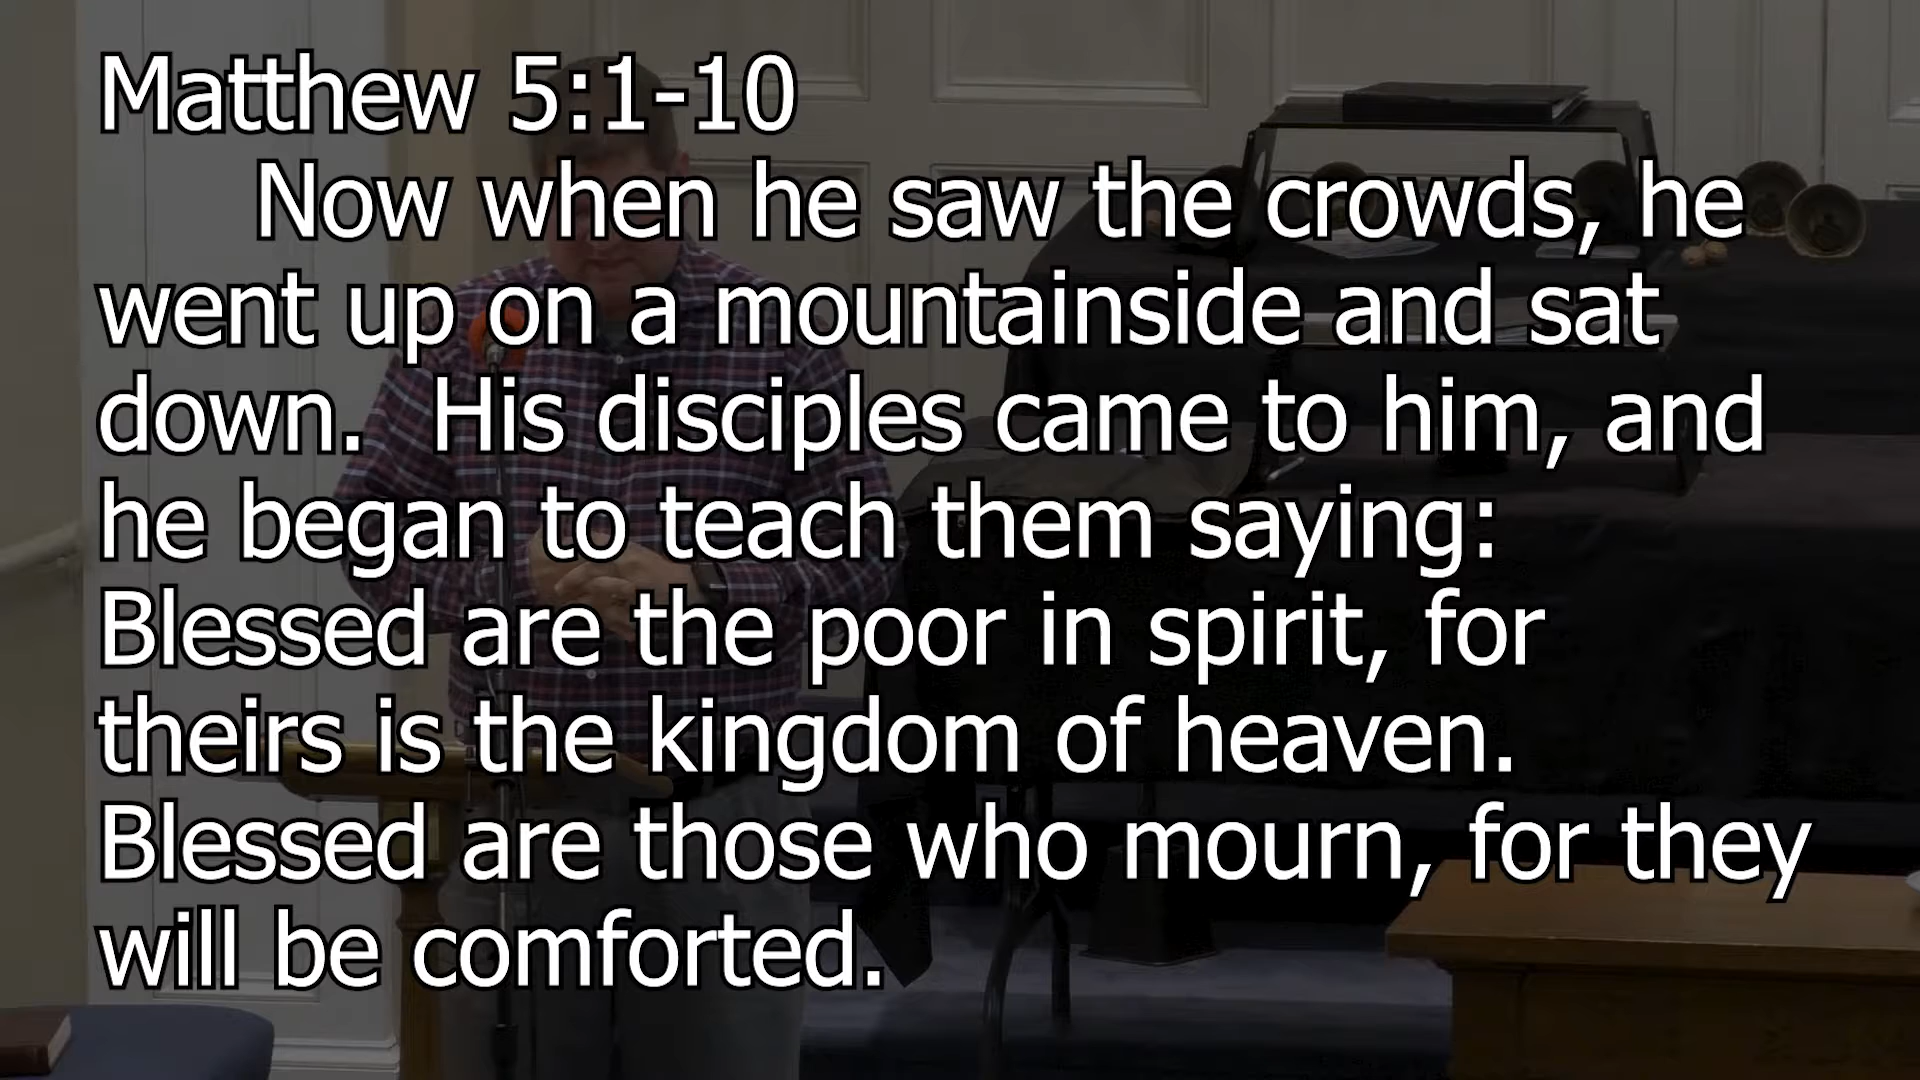 Matthew 5:1-10
Now when he saw the crowds, he
went up on a mountainside and sat
down.  His disciples came to him, and
he began to teach them saying:
Blessed are the poor in spirit, for
theirs is the kingdom of heaven.
Blessed are those who mourn, for they
will be comforted.